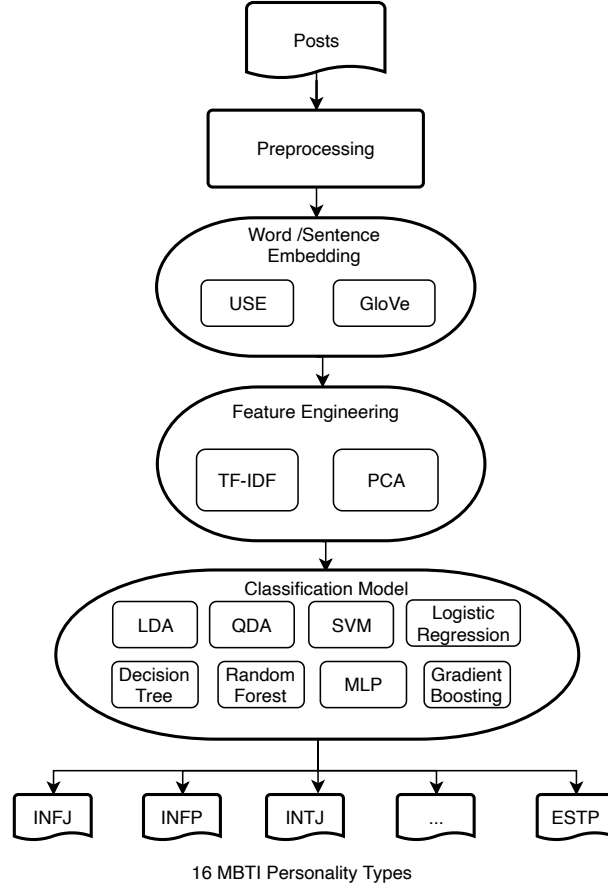 Posts
Preprocessing
Word /Sentence
Embedding
USE
GloVe
Feature Engineering
TF-IDF
PCA
Classification Model
LDA
QDA
SVM
Logistic
Regression
Decision
Tree
Random
Forest
MLP
Gradient
Boosting
INFJ
INFP
INTJ
...
ESTP
16 MBTI Personality Types